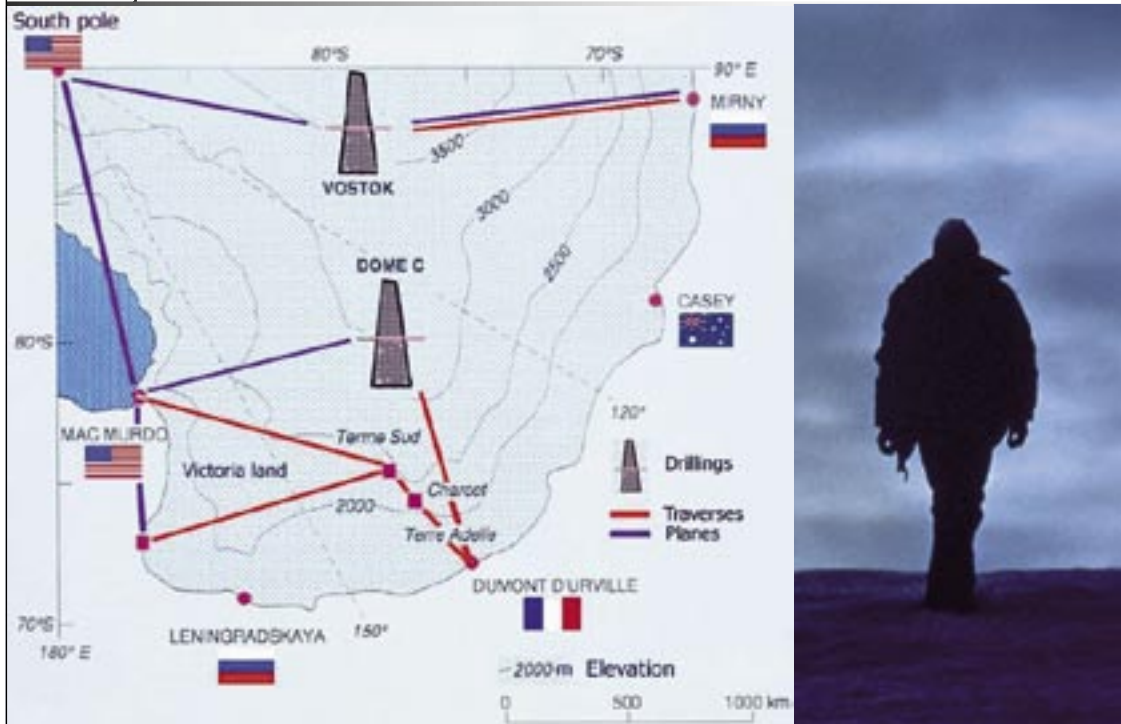 South pole
80°S
70°S
90° E
MIRNY
3500
VOSTOK
3000
DOME C
2500
CASEY
80°S
120°
MAC MURDO
Terme Sud
Drillings
Victoria land
Charcot
2000
Traverses
Terre Adelie
Planes
DUMONT D'URVILLE
70°S
LENINGRADSKAYA
150°
180° E
2000 m Elevation
0 500 1000 km